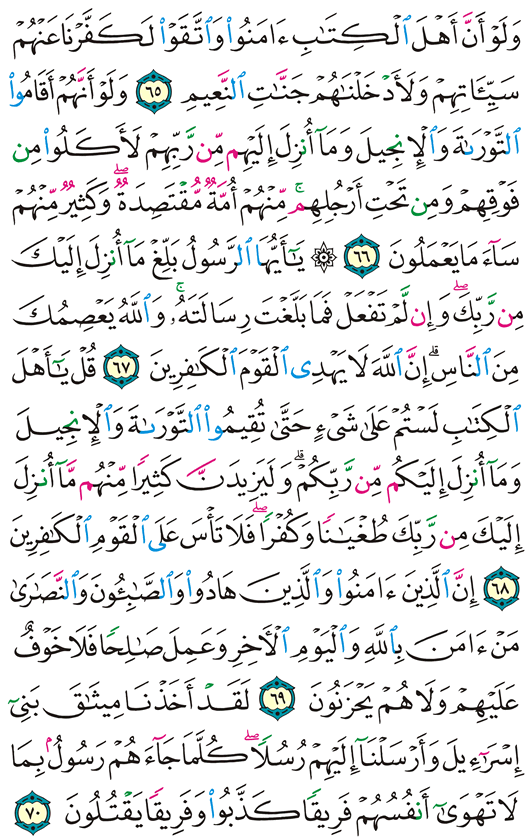 وَلَوْ أَنَّ أَهْلَ ٱلْكِتَٰبِ ءَامَنُوا۟ وَٱتَّقَوْا۟ لَكَفَّرْنَا عَنْهُمْ
سَيِّـَٔاتِهِمْ وَلَأَدْخَلْنَٰهُمْ جَنَّٰتِ ٱلنَّعِيمِ ٦٥ وَلَوْ أَنَّهُمْ أَقَامُوا۟
ٱلتَّوْرَىٰةَ وَٱلْإِنجِيلَ وَمَآ أُنزِلَ إِلَيْهِم مِّن رَّبِّهِمْ لَأَكَلُوا۟ مِن
فَوْقِهِمْ وَمِن تَحْتِ أَرْجُلِهِم ۚ مِّنْهُمْ أُمَّةٌ مُّقْتَصِدَةٌ ۖ وَكَثِيرٌ مِّنْهُمْ
سَآءَ مَا يَعْمَلُونَ ٦٦ ۞ يَٰٓأَيُّهَا ٱلرَّسُولُ بَلِّغْ مَآ أُنزِلَ إِلَيْكَ
مِن رَّبِّكَ ۖ وَإِن لَّمْ تَفْعَلْ فَمَا بَلَّغْتَ رِسَالَتَهُۥ ۚ وَٱللَّهُ يَعْصِمُكَ
مِنَ ٱلنَّاسِ ۗ إِنَّ ٱللَّهَ لَا يَهْدِى ٱلْقَوْمَ ٱلْكَٰفِرِينَ ٦٧ قُلْ يَٰٓأَهْلَ
ٱلْكِتَٰبِ لَسْتُمْ عَلَىٰ شَىْءٍ حَتَّىٰ تُقِيمُوا۟ ٱلتَّوْرَىٰةَ وَٱلْإِنجِيلَ
وَمَآ أُنزِلَ إِلَيْكُم مِّن رَّبِّكُمْ ۗ وَلَيَزِيدَنَّ كَثِيرًا مِّنْهُم مَّآ أُنزِلَ
إِلَيْكَ مِن رَّبِّكَ طُغْيَٰنًا وَكُفْرًا ۖ فَلَا تَأْسَ عَلَى ٱلْقَوْمِ ٱلْكَٰفِرِينَ
٦٨ إِنَّ ٱلَّذِينَ ءَامَنُوا۟ وَٱلَّذِينَ هَادُوا۟ وَٱلصَّٰبِـُٔونَ وَٱلنَّصَٰرَىٰ
مَنْ ءَامَنَ بِٱللَّهِ وَٱلْيَوْمِ ٱلْـَٔاخِرِ وَعَمِلَ صَٰلِحًا فَلَا خَوْفٌ
عَلَيْهِمْ وَلَا هُمْ يَحْزَنُونَ ٦٩ لَقَدْ أَخَذْنَا مِيثَٰقَ بَنِىٓ
إِسْرَٰٓءِيلَ وَأَرْسَلْنَآ إِلَيْهِمْ رُسُلًا ۖ كُلَّمَا جَآءَهُمْ رَسُولٌۢ بِمَا
لَا تَهْوَىٰٓ أَنفُسُهُمْ فَرِيقًا كَذَّبُوا۟ وَفَرِيقًا يَقْتُلُونَ ٧٠